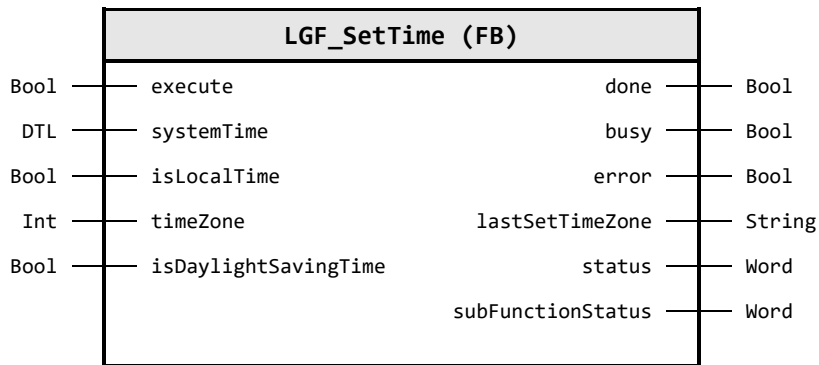 LGF_SetTime (FB)
Bool execute done Bool
DTL systemTime busy Bool
Bool isLocalTime error Bool
Int timeZone lastSetTimeZone String
Bool isDaylightSavingTime status Word
subFunctionStatus Word